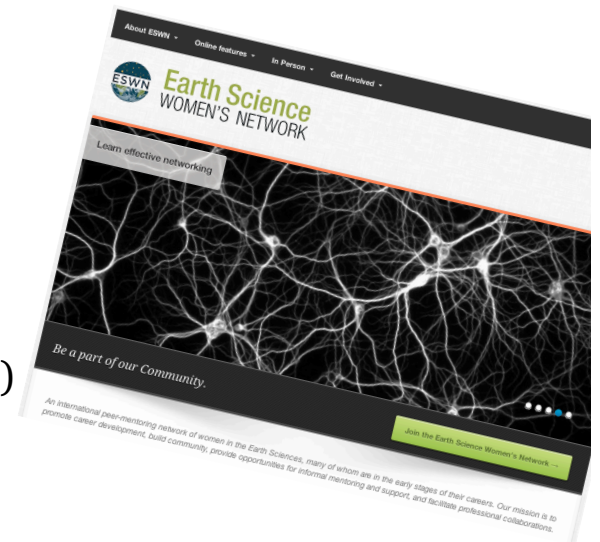 About ESWN
Online features
In Person
Get Involved
ESWN
Earth Science
WOMEN'S NETWORK
Learn effective networking
)
Be a part of our Community.
Join the Earth Science Women's Network →
An international peer-mentoring network of women in the Earth Sciences, many of whom are in the early stages of their careers. Our mission is to
promote career development, build community, provide opportunities for informal mentoring and support, and facilitate professional collaborations.